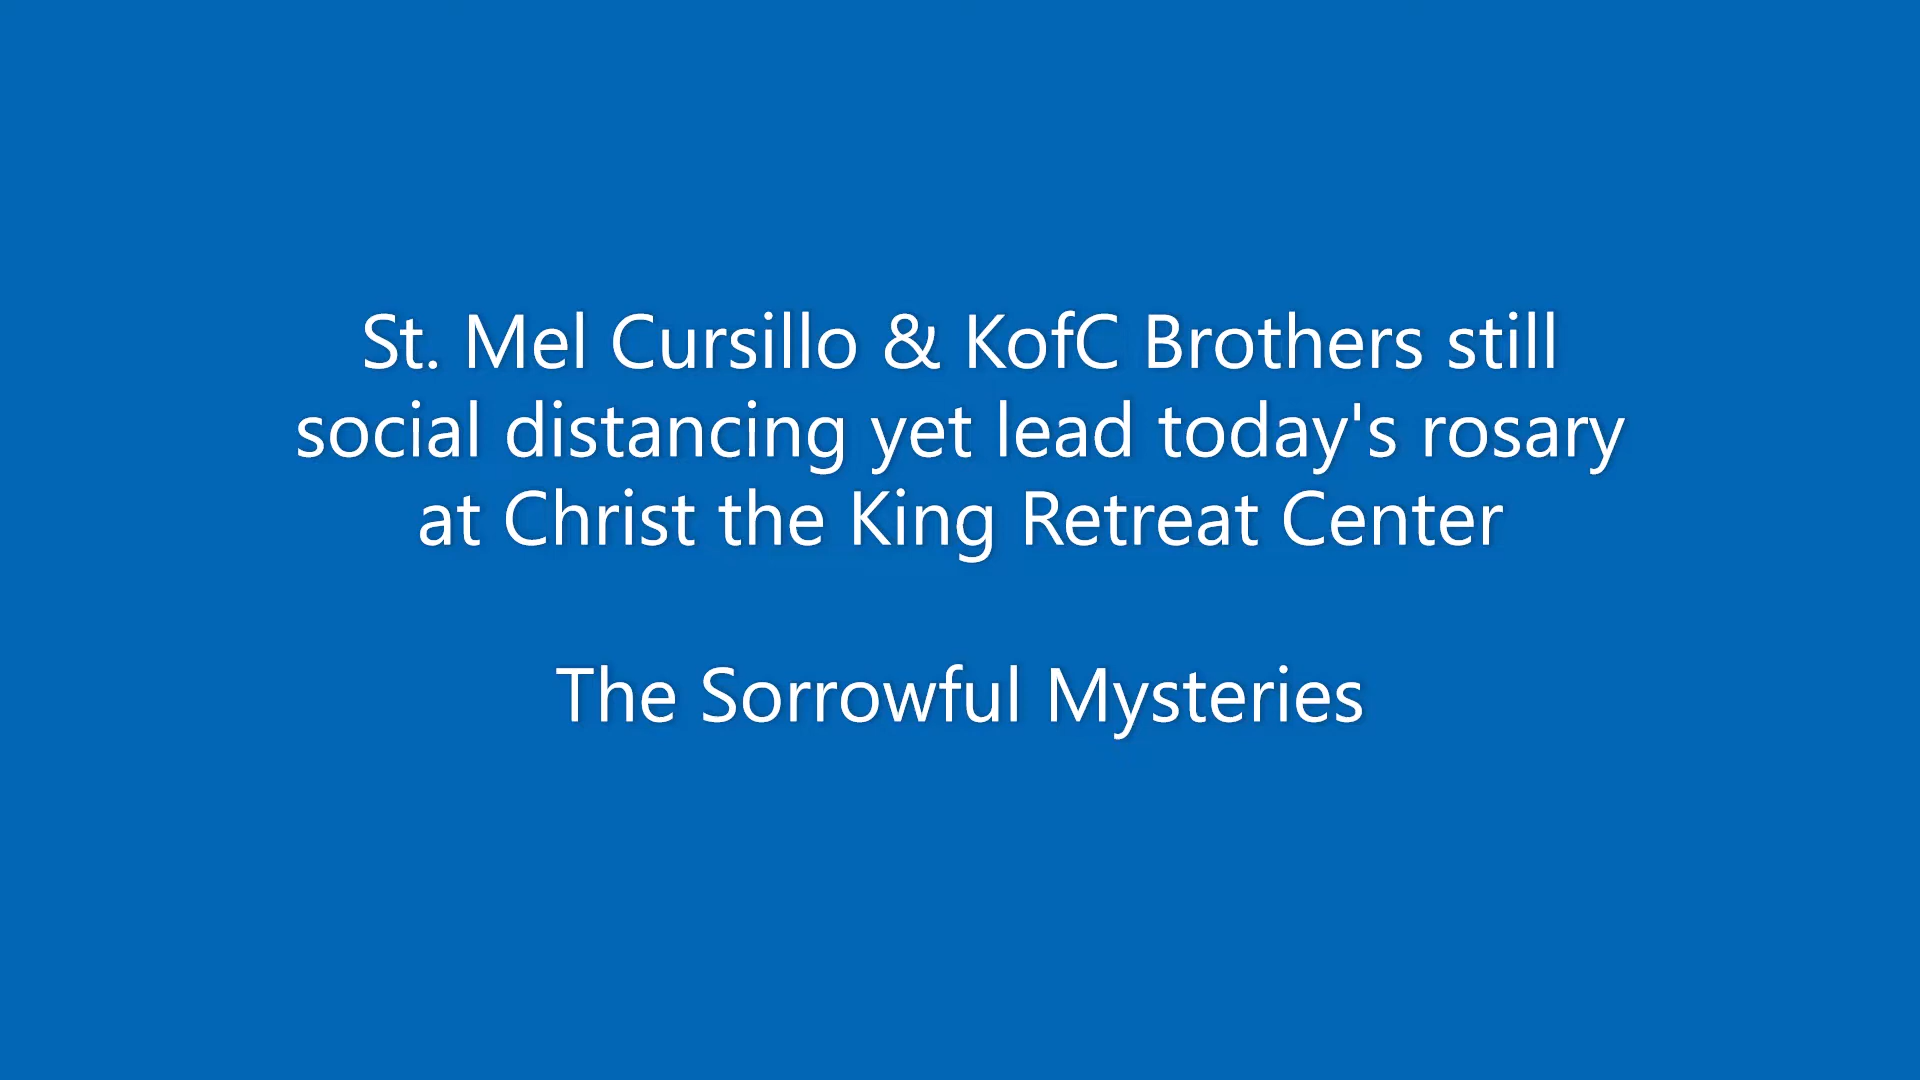 St. Mel Cursillo & KofC Brothers still
social distancing yet lead today's rosary
at Christ the King Retreat Center
The Sorrowful Mysteries